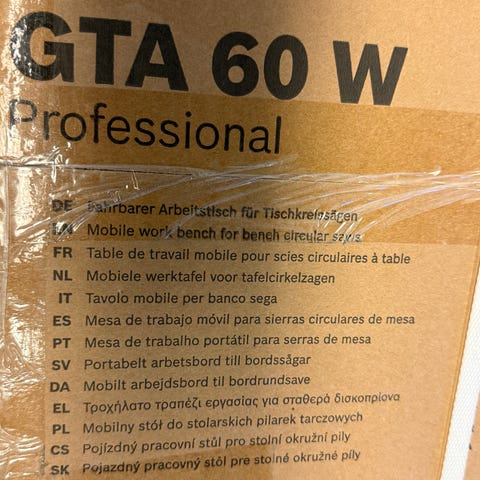 GTA 60 W
Professional
DE Fahrbarer Arbeitstisch für Tischkreissägen
EN Mobile work bench for bench circular saws
FR Table de travail mobile pour scies circulaires à table
NL Mobiele werktafel voor tafelcirkelzagen
IT Tavolo mobile per banco sega
ES Mesa de trabajo móvil para sierras circulares de mesa
PT Mesa de trabalho portátil para serras de mesa
SV Portabelt arbetsbord till bordssågar
DA Mobilt arbejdsbord til bordrundsave
EL Τροχήλατο τραπέζι εργασίας για σταθερά δισκοπρίονα
PL Mobilny stół do stolarskich pilarek tarczowych
CS Pojízdný pracovní stůl pro stolní okružní pily
SK Pojazdný pracovný stôl pre stolné okružné píly